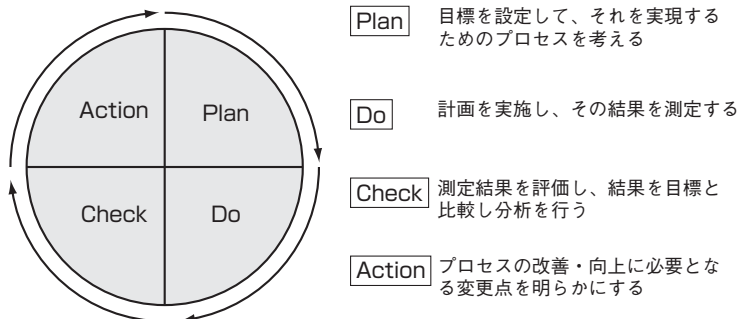 Action
Plan
Check
Do
Plan
目標を設定して、それを実現する
ためのプロセスを考える
Do
計画を実施し、その結果を測定する
Check
測定結果を評価し、結果を目標と
比較し分析を行う
Action
プロセスの改善・向上に必要とな
る変更点を明らかにする